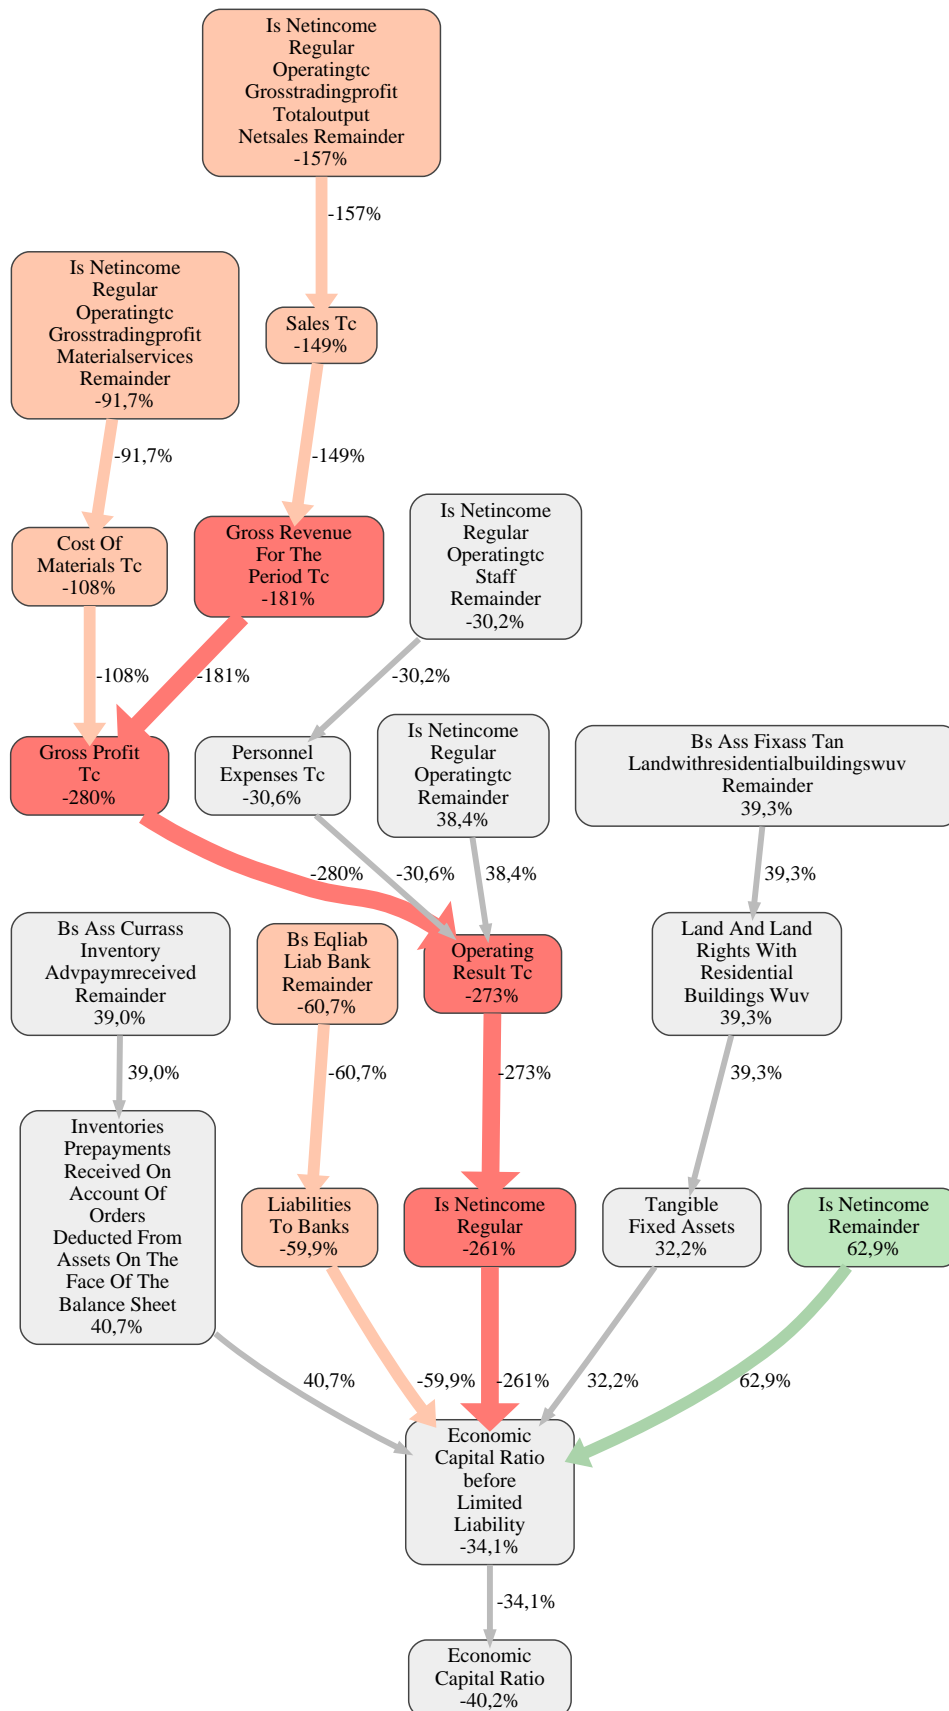 Is Netincome
Regular
Operatingtc
Grosstradingprofit
Totaloutput
Netsales Remainder
-157%
-157%
Is Netincome
Regular
Operatingtc
Grosstradingprofit
Materialservices
Remainder
-91,7%
Sales Tc
-149%
-91,7%
-149%
Is Netincome
Regular
Operatingtc
Staff
Remainder
-30,2%
Cost Of
Materials Tc
-108%
Gross Revenue
For The
Period Tc
-181%
-108%
-181%
-30,2%
Gross Profit
Tc
-280%
Personnel
Expenses Tc
-30,6%
Is Netincome
Regular
Operatingtc
Remainder
38,4%
Bs Ass Fixass Tan
Landwithresidentialbuildingswuv
Remainder
39,3%
-280%
-30,6%
38,4%
39,3%
Bs Ass Currass
Inventory
Advpaymreceived
Remainder
39,0%
Bs Eqliab
Liab Bank
Remainder
-60,7%
Operating
Result Tc
-273%
Land And Land
Rights With
Residential
Buildings Wuv
39,3%
39,0%
-60,7%
-273%
39,3%
Inventories
Prepayments
Received On
Account Of
Orders
Deducted From
Assets On The
Face Of The
Balance Sheet
40,7%
Liabilities
To Banks
-59,9%
Is Netincome
Regular
-261%
Tangible
Fixed Assets
32,2%
Is Netincome
Remainder
62,9%
40,7%
-59,9%
-261%
32,2%
62,9%
Economic
Capital Ratio
before
Limited
Liability
-34,1%
-34,1%
Economic
Capital Ratio
-40,2%